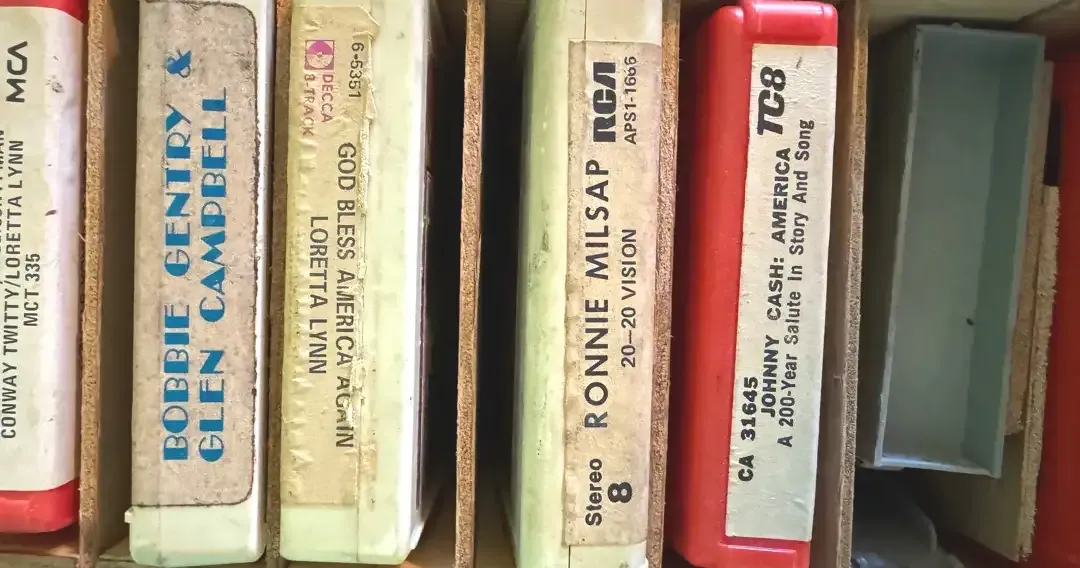 MCA
CONWAY TWITTY/LORETTA LYNN
MCT 335
BOBBIE GENTRY &
GLEN CAMPBELL
6-5351
DECCA
8-TRACK
GOD BLESS AMERICA AGAIN
LORETTA LYNN
RCA
APS1-1666
RONNIE MILSAP
20–20 VISION
Stereo
8
TC8
CA 31645
JOHNNY CASH: AMERICA
A 200-Year Salute In Story And Song